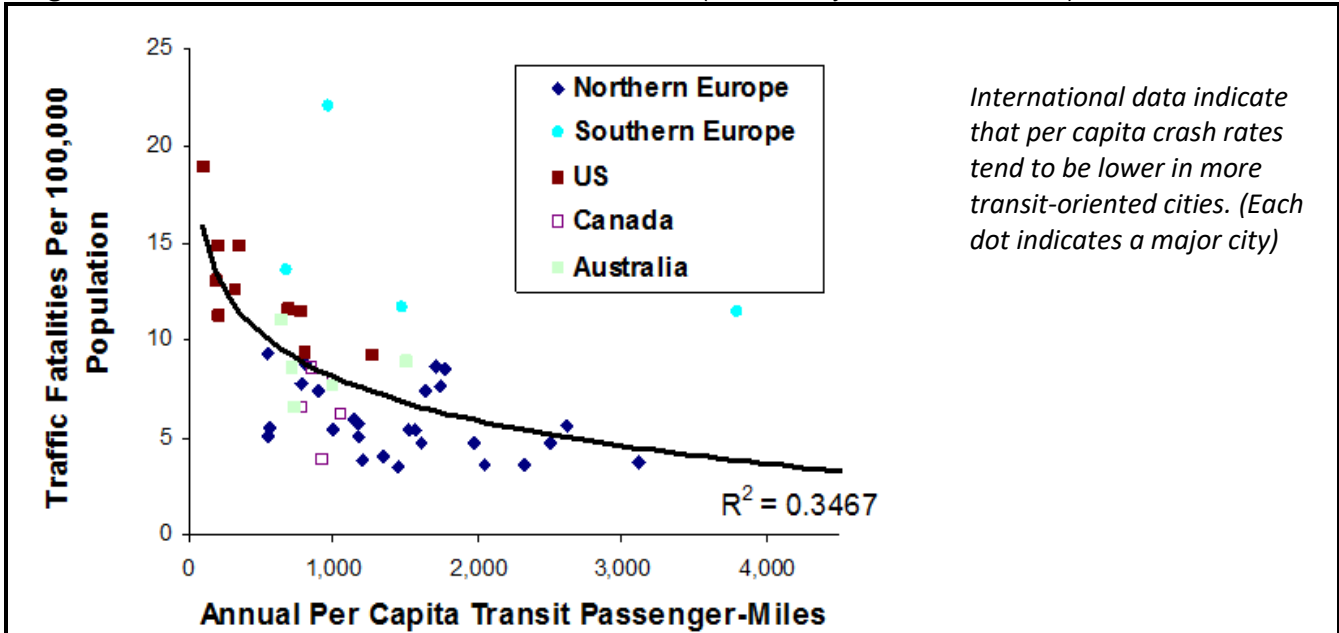 25
20
15
10
5
0
Traffic Fatalities Per 100,000
Population
Northern Europe
Southern Europe
US
Canada
Australia
R² = 0.3467
0 1,000 2,000 3,000 4,000
Annual Per Capita Transit Passenger-Miles
International data indicate
that per capita crash rates
tend to be lower in more
transit-oriented cities. (Each
dot indicates a major city)